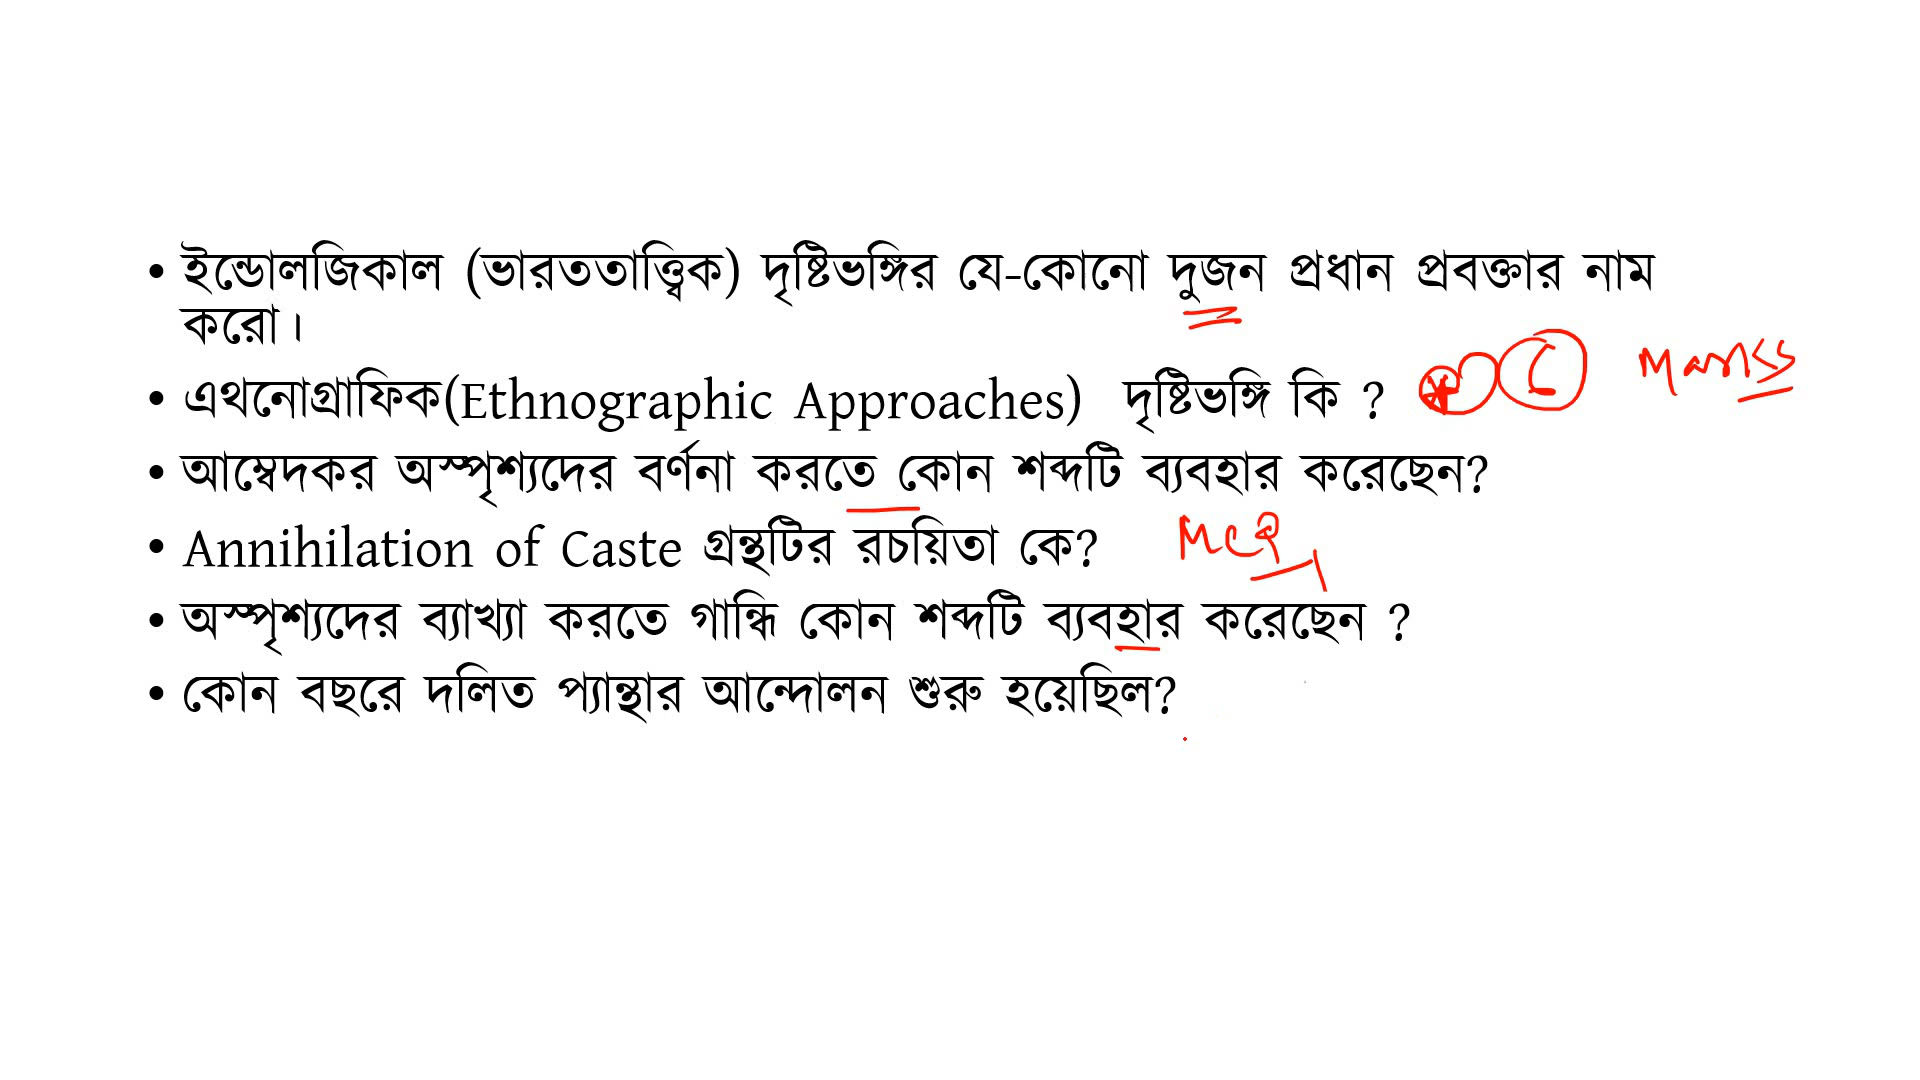 • ইন্ডোলজিকাল (ভারততাত্ত্বিক) দৃষ্টিভঙ্গির যে-কোনো দুজন প্রধান প্রবক্তার নাম
করো।
• এথনোগ্রাফিক(Ethnographic Approaches) দৃষ্টিভঙ্গি কি ?
• আম্বেদকর অস্পৃশ্যদের বর্ণনা করতে কোন শব্দটি ব্যবহার করেছেন?
• Annihilation of Caste গ্রন্থটির রচয়িতা কে? MCQ
• অস্পৃশ্যদের ব্যাখ্যা করতে গান্ধি কোন শব্দটি ব্যবহার করেছেন ?
• কোন বছরে দলিত প্যান্থার আন্দোলন শুরু হয়েছিল?